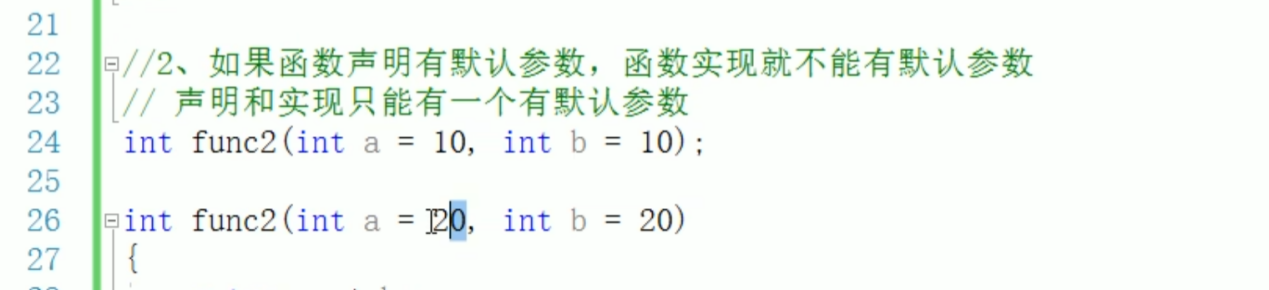 21
22 //2、如果函数声明有默认参数，函数实现就不能有默认参数
23 // 声明和实现只能有一个有默认参数
24 int func2(int a = 10, int b = 10);
25
26 int func2(int a = 20, int b = 20)
27 {